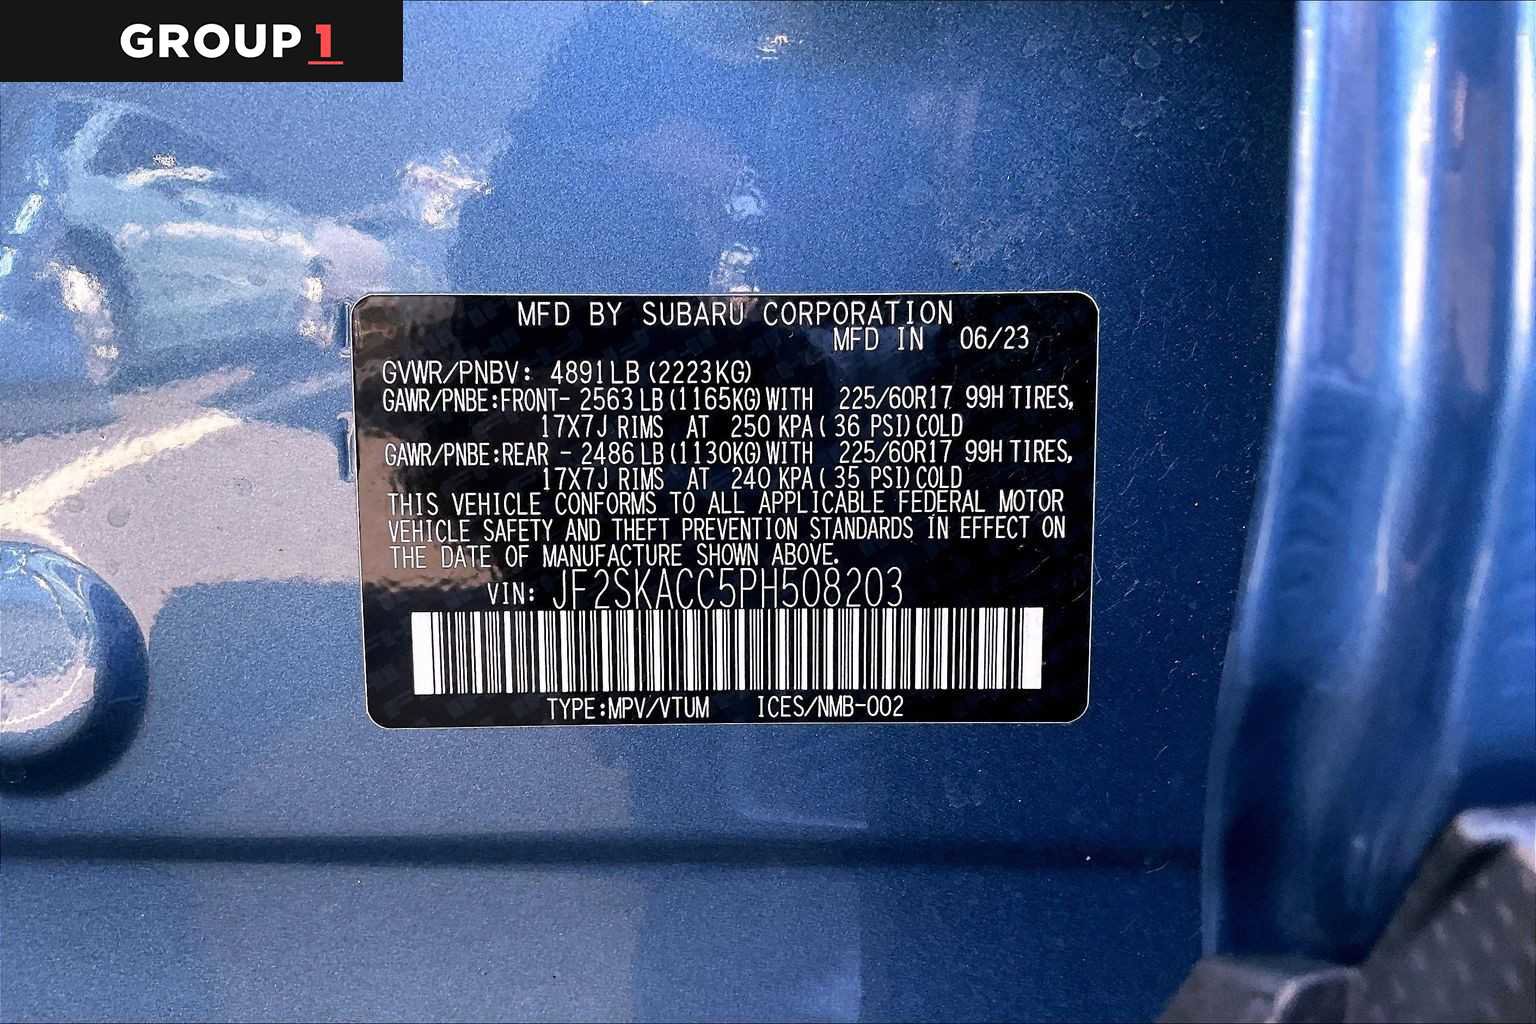 GROUP 1
MFD BY SUBARU CORPORATION
MFD IN 06/23
GVWR/PNBV: 4891LB (2223KG)
GAWR/PNBE:FRONT- 2563 LB (1165KG) WITH 225/60R17 99H TIRES,
17X7J RIMS AT 250 KPA ( 36 PSI) COLD
GAWR/PNBE:REAR - 2486 LB (1130KG) WITH 225/60R17 99H TIRES,
17X7J RIMS AT 240 KPA ( 35 PSI) COLD
THIS VEHICLE CONFORMS TO ALL APPLICABLE FEDERAL MOTOR
VEHICLE SAFETY AND THEFT PREVENTION STANDARDS IN EFFECT ON
THE DATE OF MANUFACTURE SHOWN ABOVE.
VIN: JF2SKACC5PH508203
TYPE:MPV/VTUM ICES/NMB-002